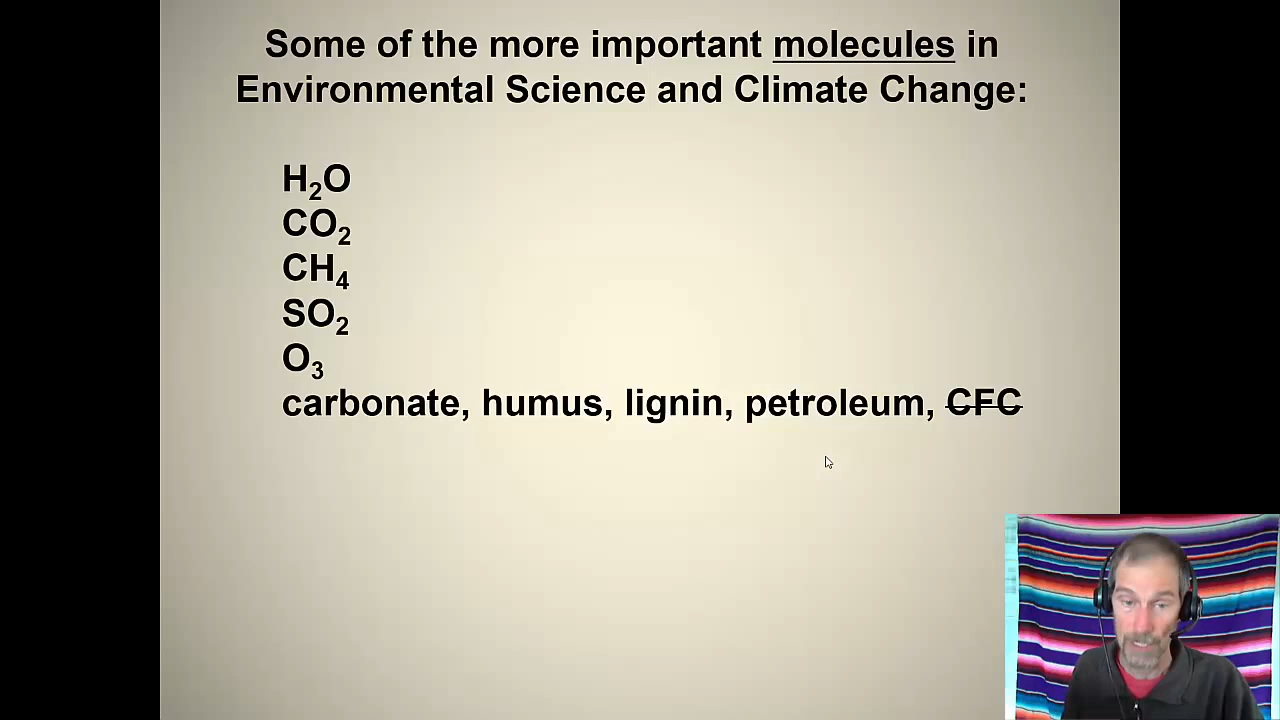 Some of the more important molecules in
Environmental Science and Climate Change:
H₂O
CO₂
CH₄
SO₂
O₃
carbonate, humus, lignin, petroleum, CFC